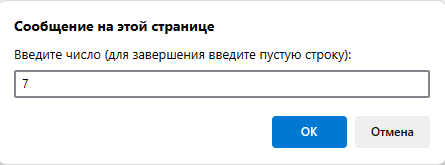 Сообщение на этой странице
Введите число (для завершения введите пустую строку):
7
ОК
Отмена